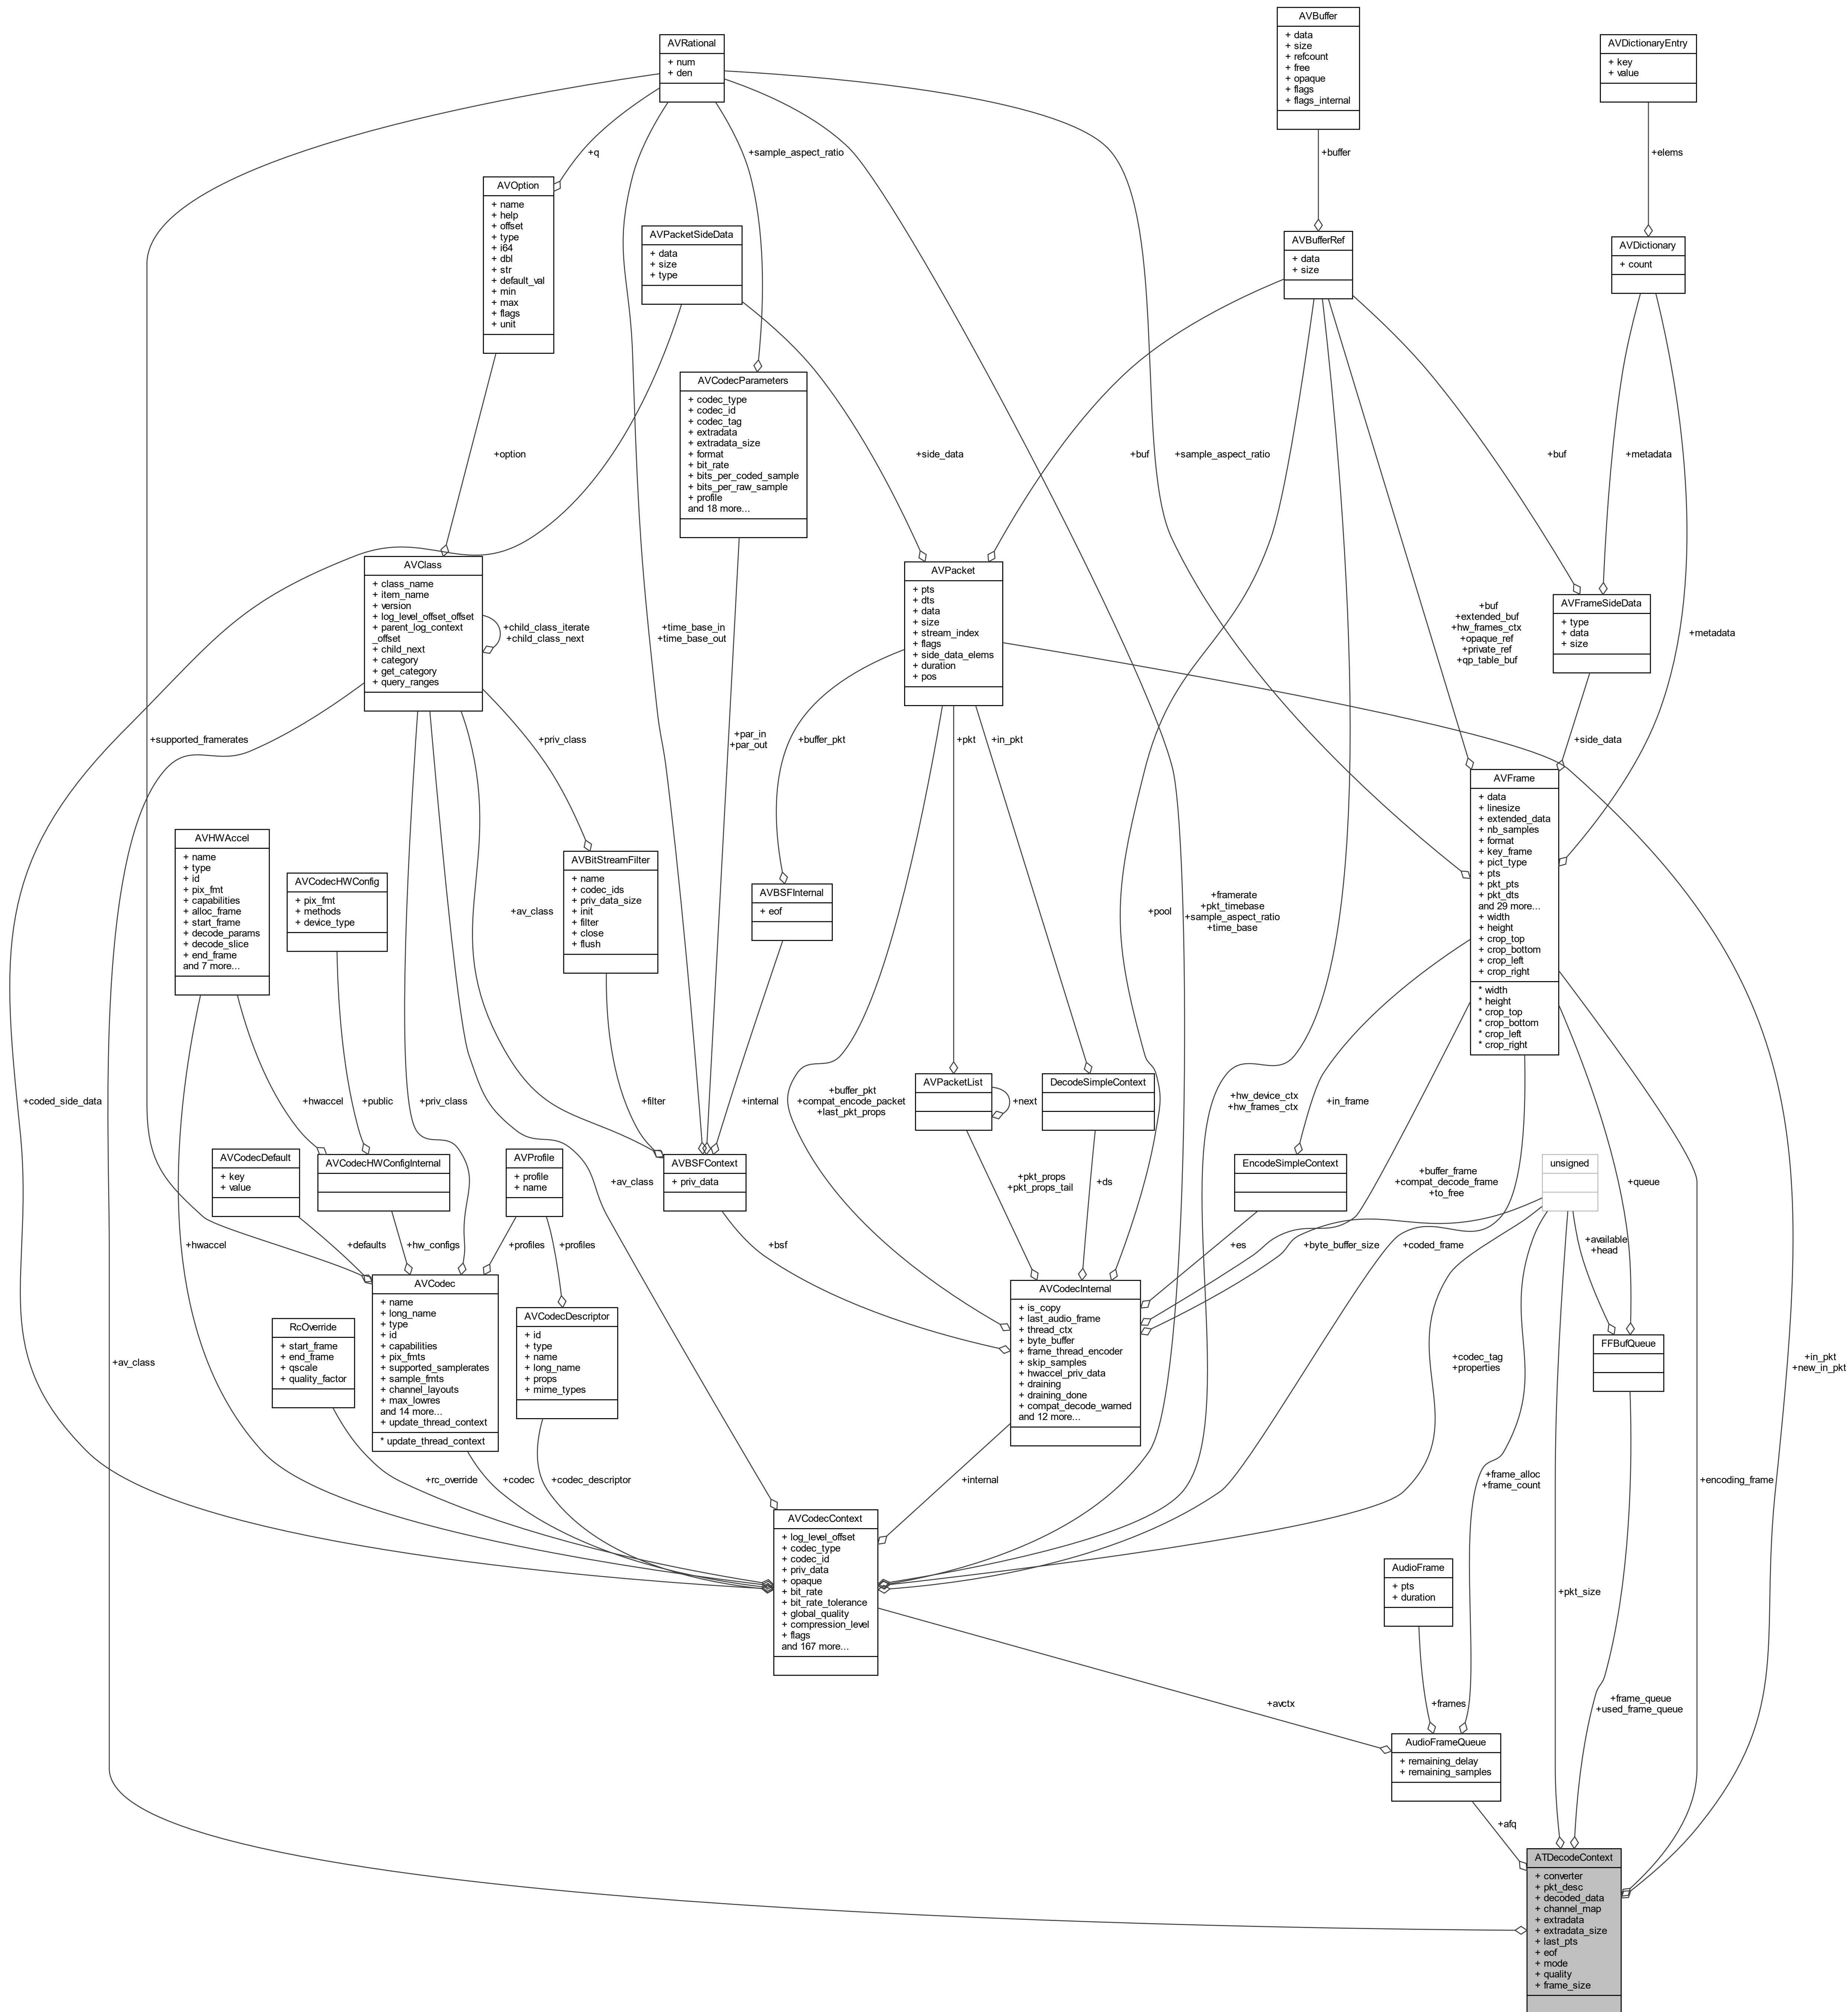 AVBuffer
+ data
+ size
+ refcount
+ free
+ opaque
+ flags
+ flags_internal
AVRational
+ num
+ den
AVDictionaryEntry
+ key
+ value
+q
+sample_aspect_ratio
+buffer
+elems
AVOption
+ name
+ help
+ offset
+ type
+ i64
+ dbl
+ str
+ default_val
+ min
+ max
+ flags
+ unit
AVPacketSideData
+ data
+ size
+ type
AVBufferRef
+ data
+ size
AVDictionary
+ count
AVCodecParameters
+ codec_type
+ codec_id
+ codec_tag
+ extradata
+ extradata_size
+ format
+ bit_rate
+ bits_per_coded_sample
+ bits_per_raw_sample
+ profile
and 18 more...
+option
+side_data
+buf
+sample_aspect_ratio
+buf
+metadata
AVClass
+ class_name
+ item_name
+ version
+ log_level_offset_offset
+ parent_log_context
_offset
+ child_next
+ category
+ get_category
+ query_ranges
+child_class_iterate
+child_class_next
+time_base_in
+time_base_out
AVPacket
+ pts
+ dts
+ data
+ size
+ stream_index
+ flags
+ side_data_elems
+ duration
+ pos
+buf
+extended_buf
+hw_frames_ctx
+opaque_ref
+private_ref
+qp_table_buf
AVFrameSideData
+ type
+ data
+ size
+metadata
+supported_framerates
+priv_class
+par_in
+par_out
+buffer_pkt
+pkt
+in_pkt
+side_data
AVFrame
+ data
+ linesize
+ extended_data
+ nb_samples
+ format
+ key_frame
+ pict_type
+ pts
+ pkt_pts
+ pkt_dts
and 29 more...
+ width
+ height
+ crop_top
+ crop_bottom
+ crop_left
+ crop_right
* width
* height
* crop_top
* crop_bottom
* crop_left
* crop_right
AVHWAccel
+ name
+ type
+ id
+ pix_fmt
+ capabilities
+ alloc_frame
+ start_frame
+ decode_params
+ decode_slice
+ end_frame
and 7 more...
AVCodecHWConfig
+ pix_fmt
+ methods
+ device_type
+av_class
AVBitStreamFilter
+ name
+ codec_ids
+ priv_data_size
+ init
+ filter
+ close
+ flush
AVBSFInternal
+ eof
+pool
+framerate
+pkt_timebase
+sample_aspect_ratio
+time_base
+coded_side_data
+hwaccel
+public
+priv_class
+filter
+internal
+buffer_pkt
+compat_encode_packet
+last_pkt_props
AVPacketList
+next
DecodeSimpleContext
+hw_device_ctx
+hw_frames_ctx
+in_frame
AVCodecDefault
+ key
+ value
AVCodecHWConfigInternal
AVProfile
+ profile
+ name
+av_class
AVBSFContext
+ priv_data
+pkt_props
+pkt_props_tail
+ds
EncodeSimpleContext
+buffer_frame
+compat_decode_frame
+to_free
unsigned
+queue
+hwaccel
+defaults
+hw_configs
+profiles
+profiles
+bsf
+es
+byte_buffer_size
+coded_frame
+available
+head
RcOverride
+ start_frame
+ end_frame
+ qscale
+ quality_factor
AVCodec
+ name
+ long_name
+ type
+ id
+ capabilities
+ pix_fmts
+ supported_samplerates
+ sample_fmts
+ channel_layouts
+ max_lowres
and 14 more...
+ update_thread_context
* update_thread_context
AVCodecDescriptor
+ id
+ type
+ name
+ long_name
+ props
+ mime_types
AVCodecInternal
+ is_copy
+ last_audio_frame
+ thread_ctx
+ byte_buffer
+ frame_thread_encoder
+ skip_samples
+ hwaccel_priv_data
+ draining
+ draining_done
+ compat_decode_warned
and 12 more...
FFBufQueue
+av_class
+codec_tag
+properties
+in_pkt
+new_in_pkt
+rc_override
+codec
+codec_descriptor
+internal
+frame_alloc
+frame_count
+encoding_frame
AVCodecContext
+ log_level_offset
+ codec_type
+ codec_id
+ priv_data
+ opaque
+ bit_rate
+ bit_rate_tolerance
+ global_quality
+ compression_level
+ flags
and 167 more...
AudioFrame
+ pts
+ duration
+pkt_size
+avctx
+frames
+frame_queue
+used_frame_queue
AudioFrameQueue
+ remaining_delay
+ remaining_samples
+afq
ATDecodeContext
+ converter
+ pkt_desc
+ decoded_data
+ channel_map
+ extradata
+ extradata_size
+ last_pts
+ eof
+ mode
+ quality
+ frame_size